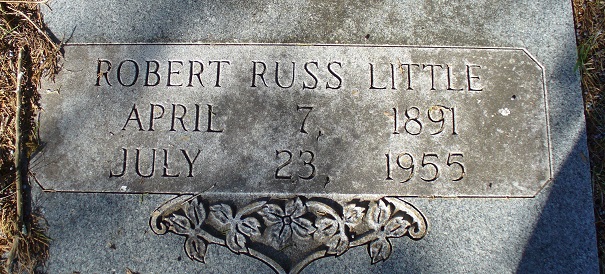 ROBERT RUSS LITTLE
APRIL 7, 1891
JULY 23, 1955